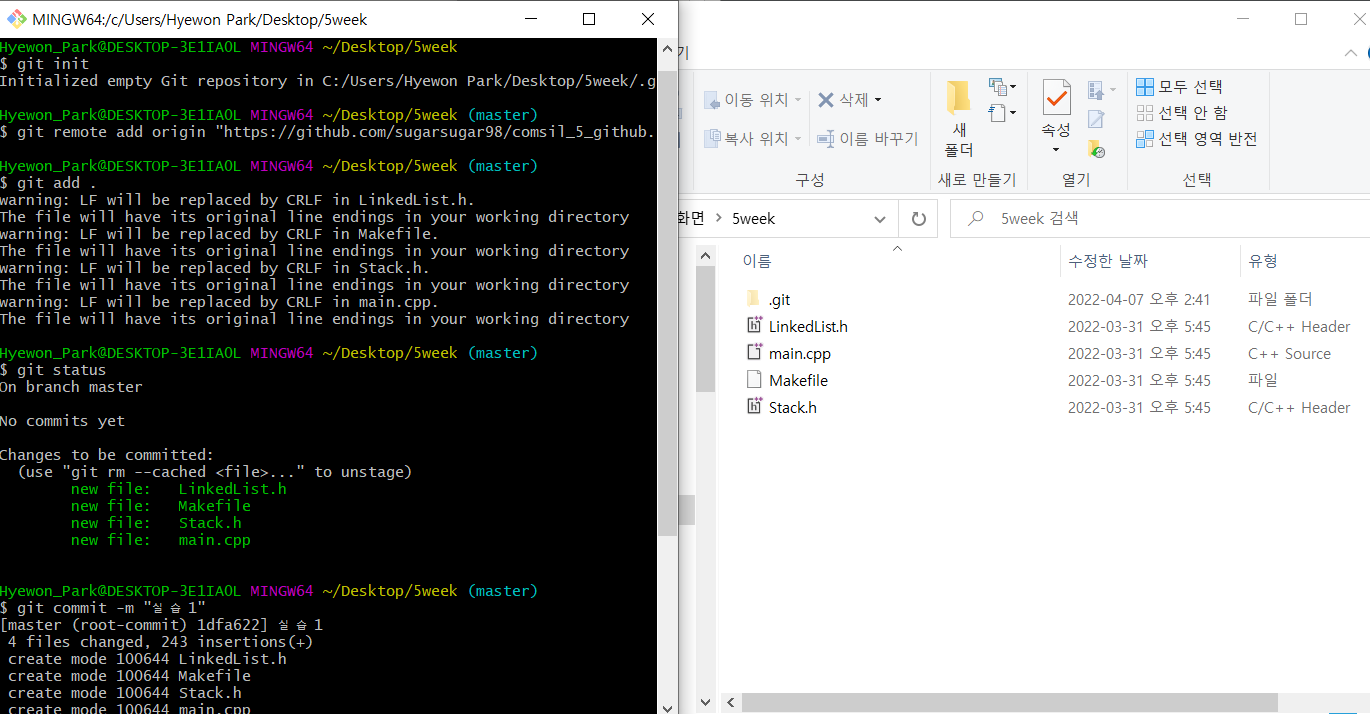 MINGW64:/c/Users/Hyewon Park/Desktop/5week
Hyewon_Park@DESKTOP-3E1IAOL MINGW64 ~/Desktop/5week
$ git init
Initialized empty Git repository in C:/Users/Hyewon Park/Desktop/5week/.g
Hyewon_Park@DESKTOP-3E1IAOL MINGW64 ~/Desktop/5week (master)
$ git remote add origin "https://github.com/sugarsugar98/comsil_5_github.
Hyewon_Park@DESKTOP-3E1IAOL MINGW64 ~/Desktop/5week (master)
$ git add .
warning: LF will be replaced by CRLF in LinkedList.h.
The file will have its original line endings in your working directory
warning: LF will be replaced by CRLF in Makefile.
The file will have its original line endings in your working directory
warning: LF will be replaced by CRLF in Stack.h.
The file will have its original line endings in your working directory
warning: LF will be replaced by CRLF in main.cpp.
The file will have its original line endings in your working directory
Hyewon_Park@DESKTOP-3E1IAOL MINGW64 ~/Desktop/5week (master)
$ git status
On branch master
No commits yet
Changes to be committed:
(use "git rm --cached <file>..." to unstage)
new file: LinkedList.h
new file: Makefile
new file: Stack.h
new file: main.cpp
Hyewon_Park@DESKTOP-3E1IAOL MINGW64 ~/Desktop/5week (master)
$ git commit -m "실습1"
[master (root-commit) 1dfa622] 실습1
4 files changed, 243 insertions(+)
create mode 100644 LinkedList.h
create mode 100644 Makefile
create mode 100644 Stack.h
create mode 100644 main.cpp
기
이동 위치
삭제
복사 위치
이름 바꾸기
구성
새
폴더
새로 만들기
속성
열기
모두 선택
선택 안 함
선택 영역 반전
선택
화면 > 5week
5week 검색
이름 수정한 날짜 유형
.git 2022-04-07 오후 2:41 파일 폴더
LinkedList.h 2022-03-31 오후 5:45 C/C++ Header
main.cpp 2022-03-31 오후 5:45 C++ Source
Makefile 2022-03-31 오후 5:45 파일
Stack.h 2022-03-31 오후 5:45 C/C++ Header